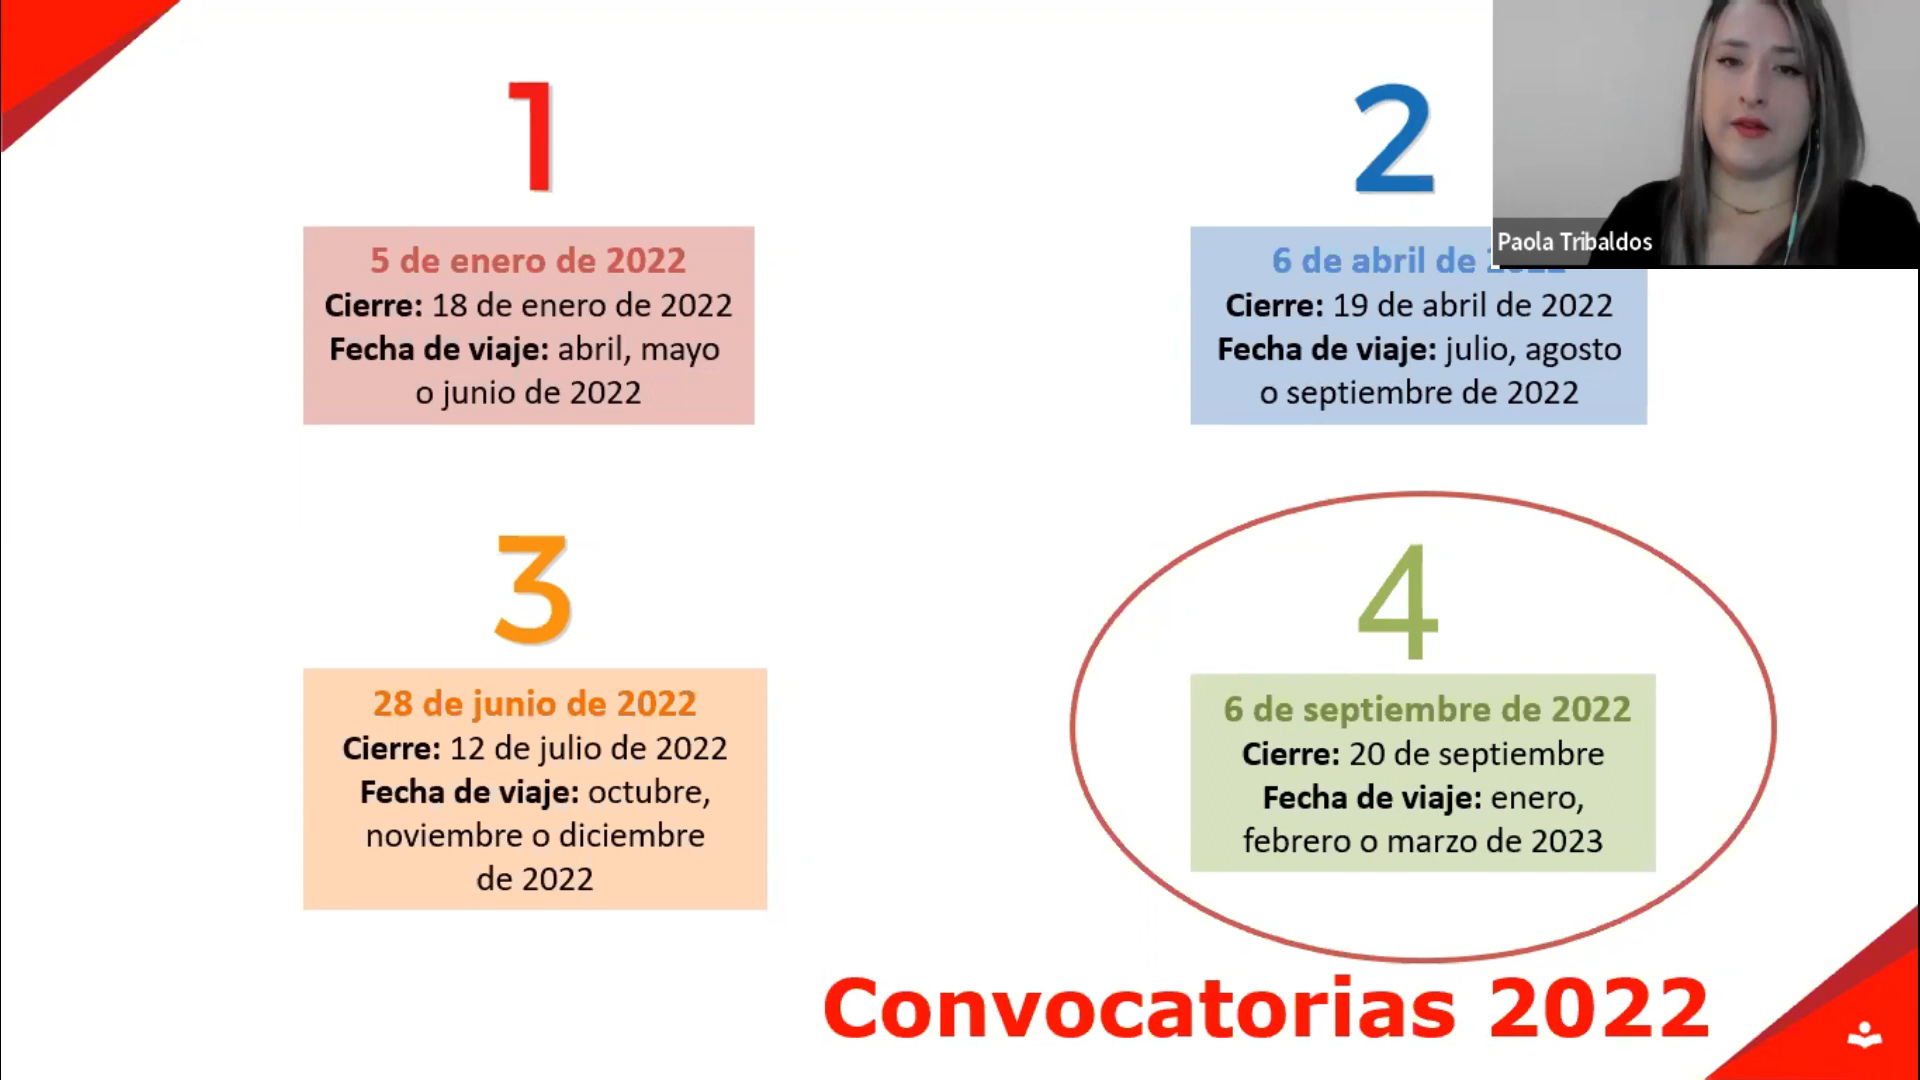 1
5 de enero de 2022
Cierre: 18 de enero de 2022
Fecha de viaje: abril, mayo
o junio de 2022
2
6 de abril de
Cierre: 19 de abril de 2022
Fecha de viaje: julio, agosto
o septiembre de 2022
Paola Tribaldos
3
28 de junio de 2022
Cierre: 12 de julio de 2022
Fecha de viaje: octubre,
noviembre o diciembre
de 2022
4
6 de septiembre de 2022
Cierre: 20 de septiembre
Fecha de viaje: enero,
febrero o marzo de 2023
Convocatorias 2022